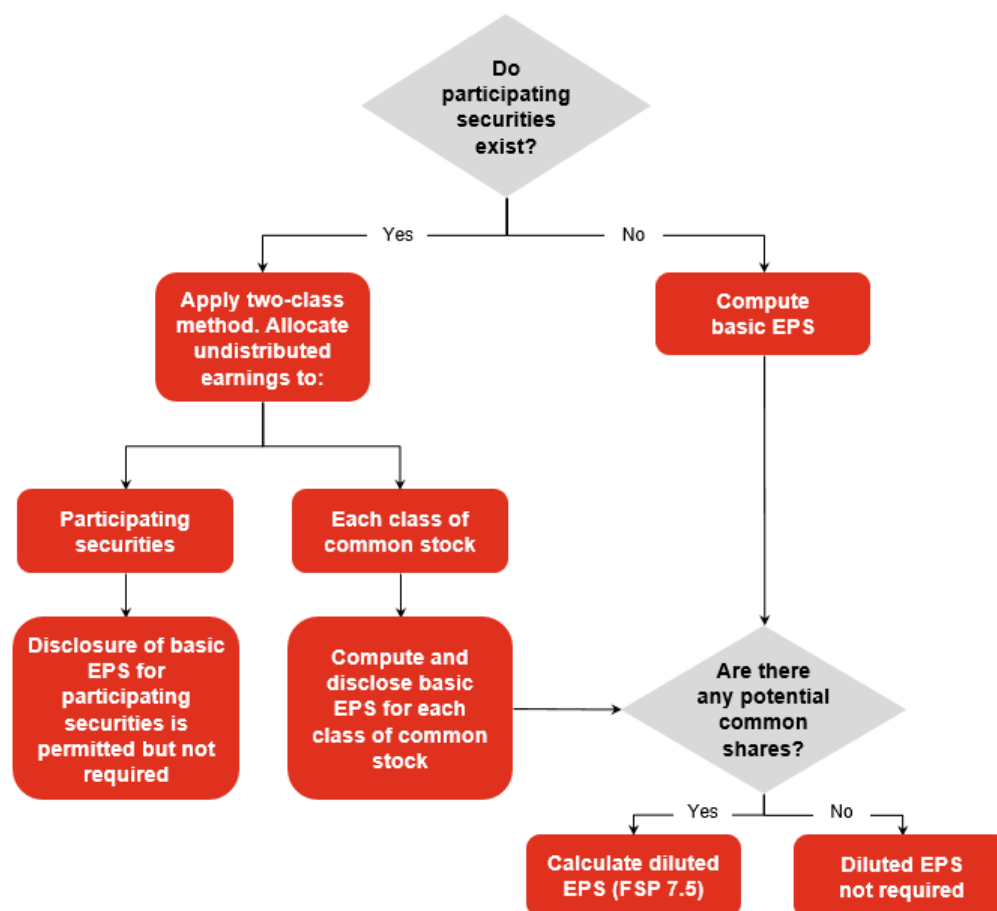 Do
participating
securities
exist?
Yes
No
Apply two-class
method. Allocate
undistributed
earnings to:
Compute
basic EPS
Participating
securities
Each class of
common stock
Disclosure of basic
EPS for
participating
securities is
permitted but not
required
Compute and
disclose basic
EPS for each
class of common
stock
Are there
any potential
common
shares?
Yes
No
Calculate diluted
EPS (FSP 7.5)
Diluted EPS
not required